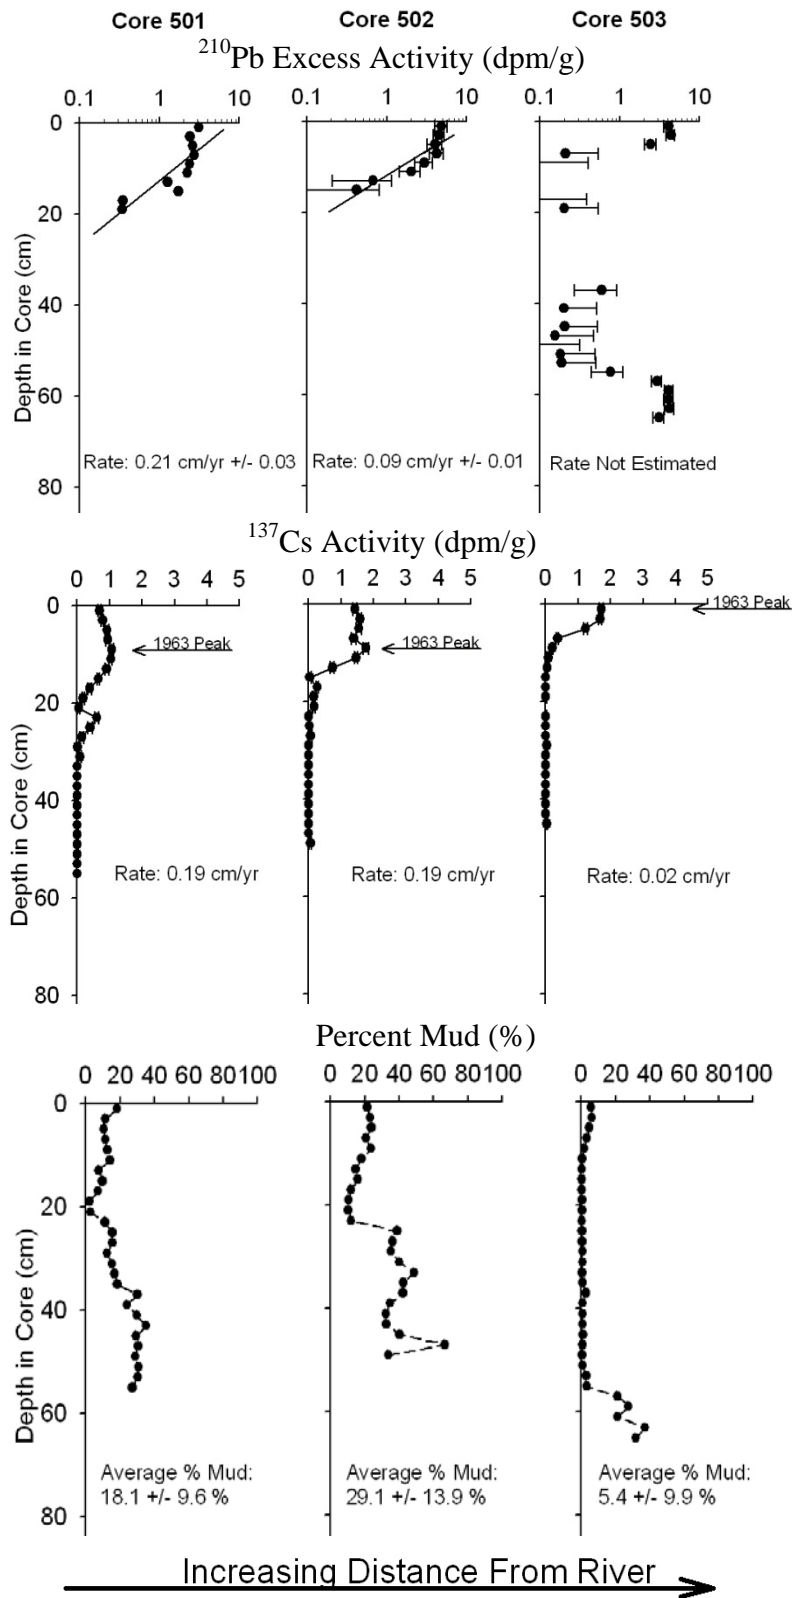 Core 501 Core 502 Core 503
210Pb Excess Activity (dpm/g)
0.1 1 10 0.1 1 10 0.1 1 10
0
20
40
60
80
Depth in Core (cm)
Rate: 0.21 cm/yr +/- 0.03 Rate: 0.09 cm/yr +/- 0.01 Rate Not Estimated
137Cs Activity (dpm/g)
0 1 2 3 4 5 0 1 2 3 4 5 0 1 2 3 4 5
0
20
40
60
80
Depth in Core (cm)
1963 Peak 1963 Peak 1963 Peak
Rate: 0.19 cm/yr Rate: 0.19 cm/yr Rate: 0.02 cm/yr
Percent Mud (%)
0 20 40 60 80 100 0 20 40 60 80 100 0 20 40 60 80 100
0
20
40
60
80
Depth in Core (cm)
Average % Mud: Average % Mud: Average % Mud:
18.1 +/- 9.6 % 29.1 +/- 13.9 % 5.4 +/- 9.9 %
Increasing Distance From River